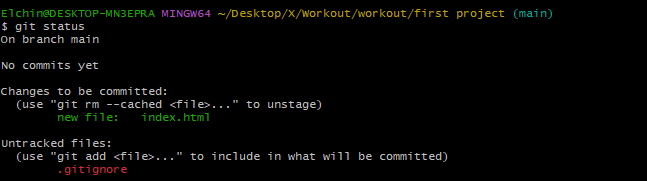 Elchin@DESKTOP-MN3EPRA MINGW64 ~/Desktop/X/Workout/workout/first project (main)
$ git status
On branch main
No commits yet
Changes to be committed:
  (use "git rm --cached <file>..." to unstage)
        new file:   index.html
Untracked files:
  (use "git add <file>..." to include in what will be committed)
        .gitignore